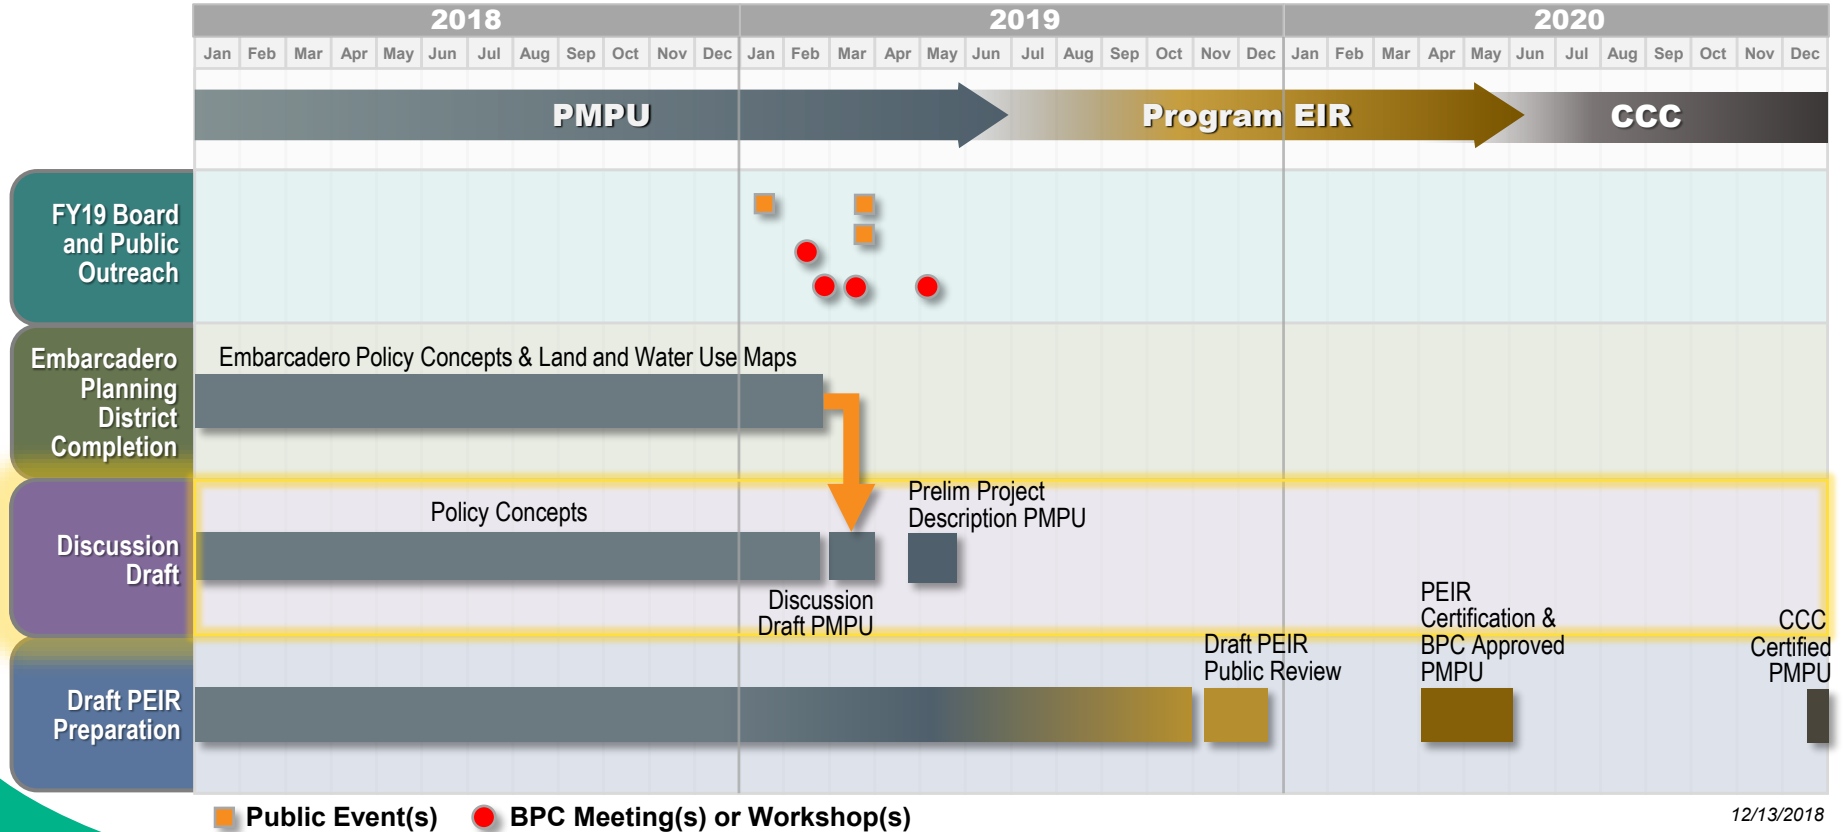 2018 2019 2020
Jan Feb Mar Apr May Jun Jul Aug Sep Oct Nov Dec Jan Feb Mar Apr May Jun Jul Aug Sep Oct Nov Dec Jan Feb Mar Apr May Jun Jul Aug Sep Oct Nov Dec
PMPU Program EIR CCC
FY19 Board
and Public
Outreach
Embarcadero
Planning
District
Completion
Embarcadero Policy Concepts & Land and Water Use Maps
Discussion
Draft
Policy Concepts
Discussion
Draft PMPU
Prelim Project
Description PMPU
Draft PEIR
Preparation
Draft PEIR
Public Review
PEIR
Certification &
BPC Approved
PMPU
CCC
Certified
PMPU
Public Event(s) BPC Meeting(s) or Workshop(s)
12/13/2018